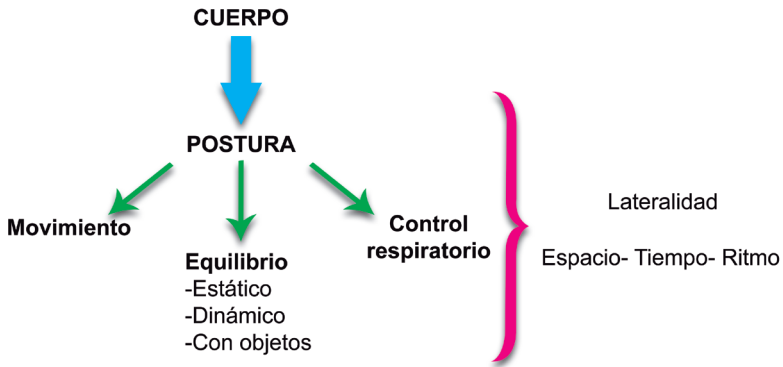 CUERPO
POSTURA
Movimiento
Equilibrio
-Estático
-Dinámico
-Con objetos
Control
respiratorio
Lateralidad
Espacio- Tiempo- Ritmo